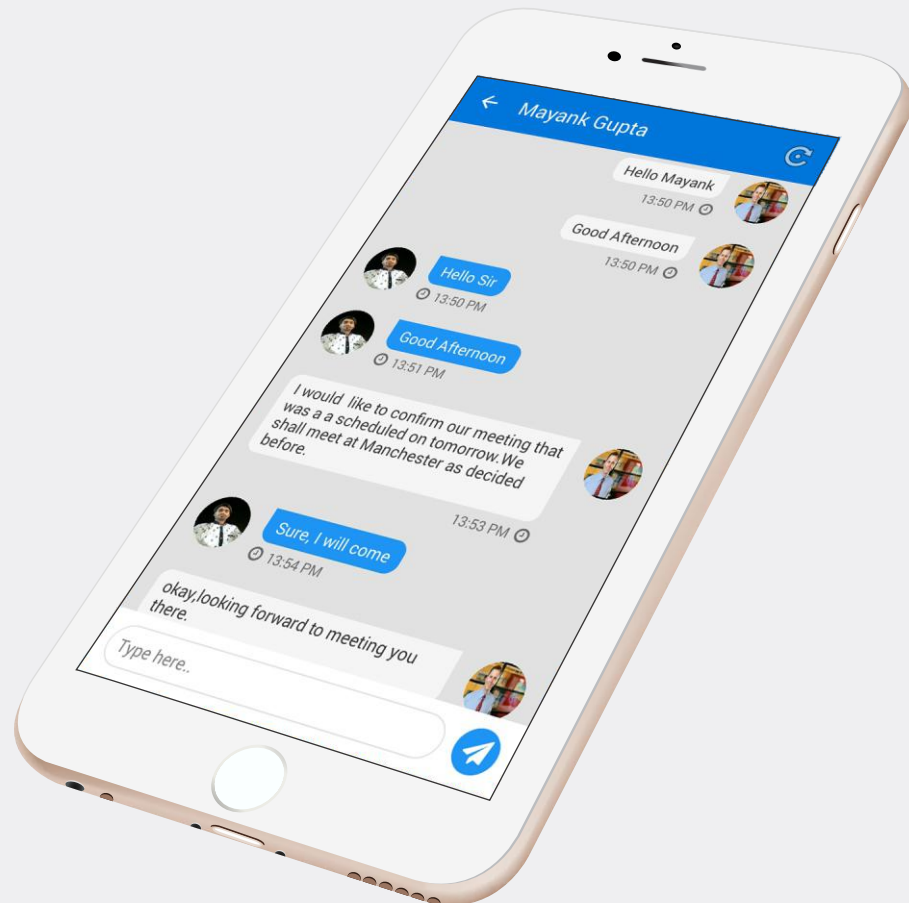 Mayank Gupta
Hello Mayank
13:50 PM
Good Afternoon
13:50 PM
Hello Sir
13:50 PM
Good Afternoon
13:51 PM
I would like to confirm our meeting that
was a a scheduled on tomorrow.We
shall meet at Manchester as decided
before.
13:53 PM
Sure, I will come
13:54 PM
okay,looking forward to meeting you
there.
Type here..